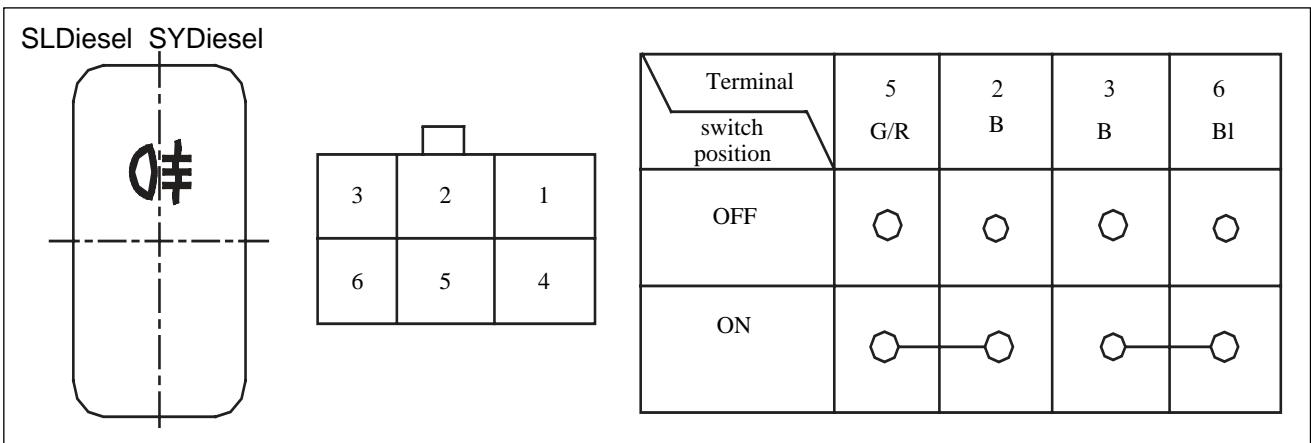 SLDiesel SYDiesel
3 2 1
6 5 4
Terminal 5 2 3 6
switch position G/R B B Bl
OFF
ON